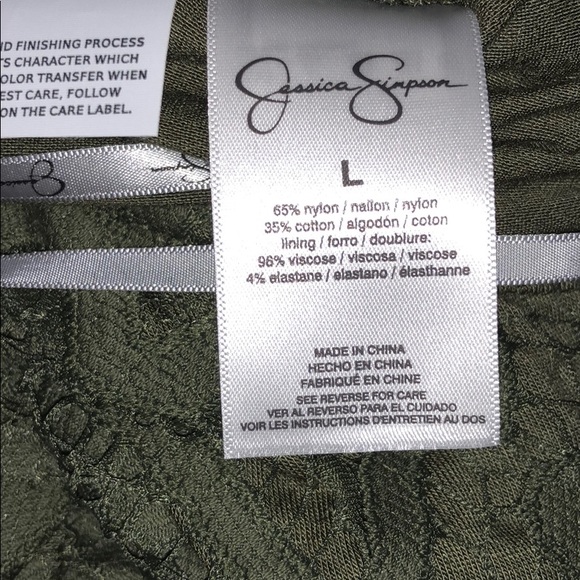 ND FINISHING PROCESS
TS CHARACTER WHICH
COLOR TRANSFER WHEN
EST CARE, FOLLOW
ON THE CARE LABEL.
Jessica Simpson
L
65% nylon / nailon / nylon
35% cotton / algodón / coton
lining / forro / doublure:
96% viscose / viscosa / viscose
4% elastane / elastano / élasthanne
MADE IN CHINA
HECHO EN CHINA
FABRIQUÉ EN CHINE
SEE REVERSE FOR CARE
VER AL REVERSO PARA EL CUIDADO
VOIR LES INSTRUCTIONS D'ENTRETIEN AU DOS